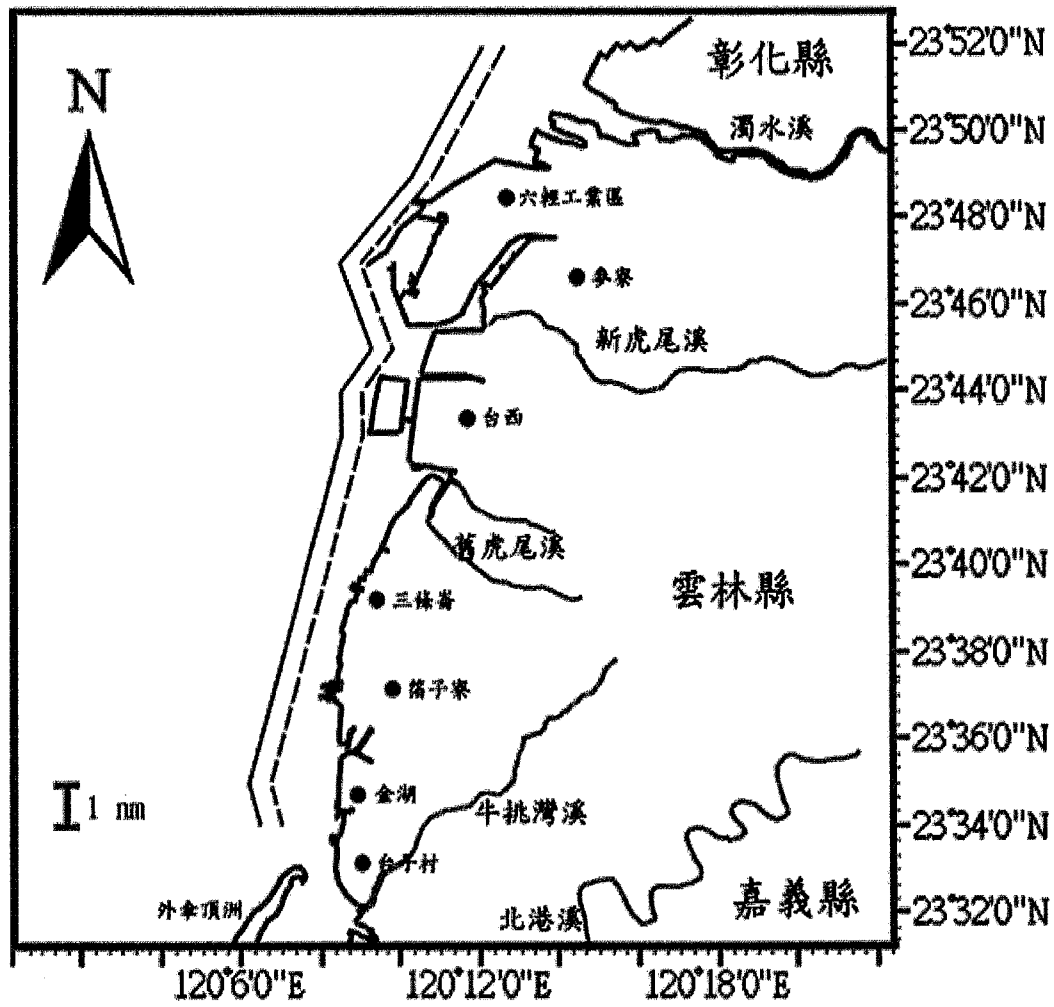 23°52'0"N
彰化縣
N
濁水溪
23°50'0"N
六輕工業區
23°48'0"N
麥寮
23°46'0"N
新虎尾溪
23°44'0"N
台西
23°42'0"N
舊虎尾溪
23°40'0"N
雲林縣
三條崙
23°38'0"N
箔子寮
23°36'0"N
1 nm
金湖
牛挑灣溪
23°34'0"N
台子村
外傘頂洲
北港溪
嘉義縣
23°32'0"N
120°6'0"E
120°12'0"E
120°18'0"E